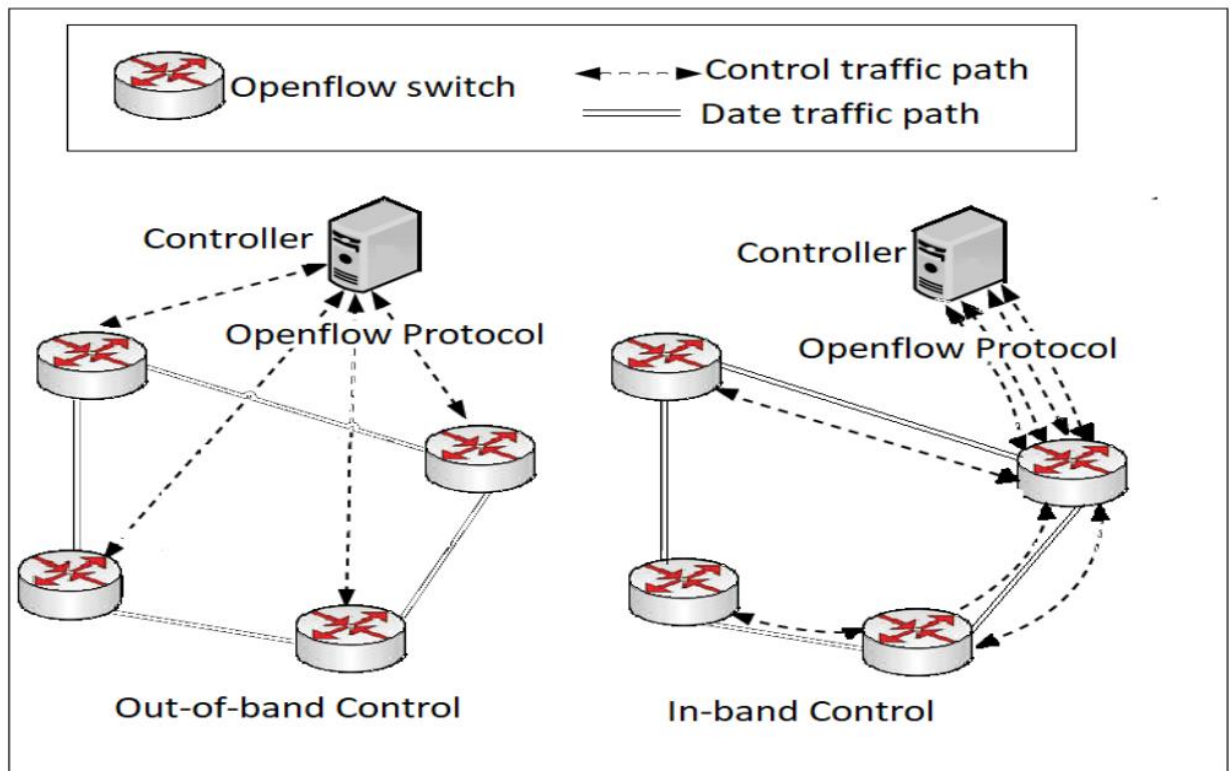 Openflow switch
Control traffic path
Date traffic path
Controller
Openflow Protocol
Out-of-band Control
Controller
Openflow Protocol
In-band Control